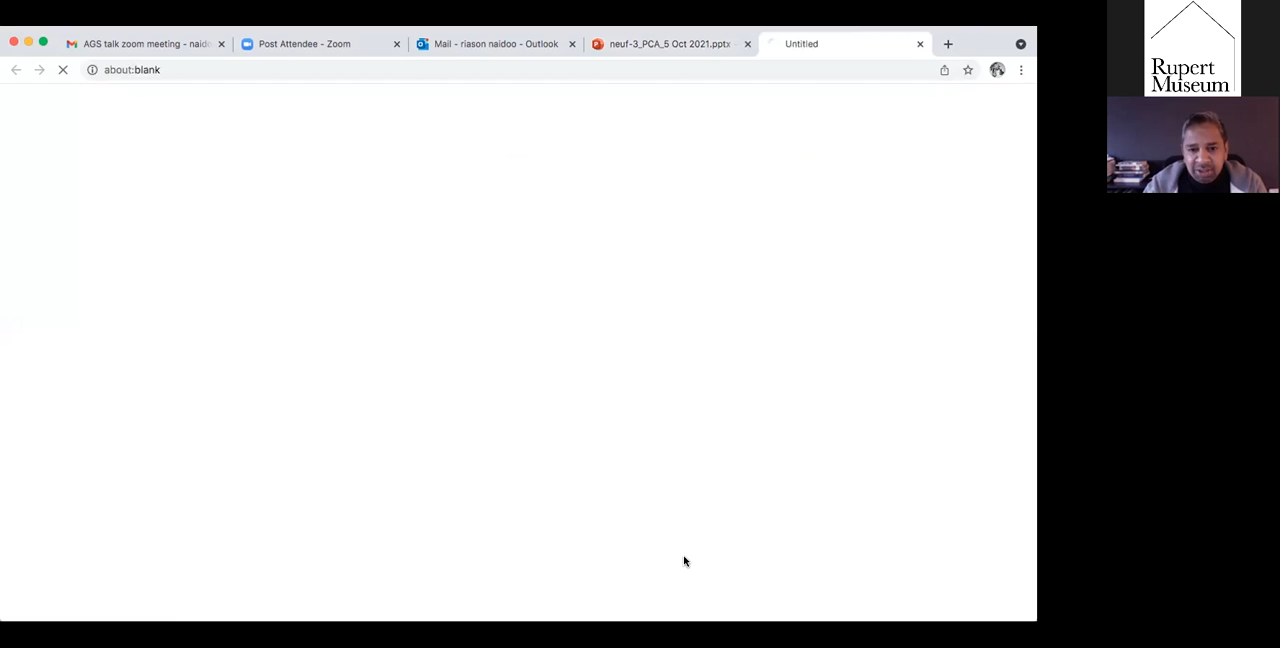 AGS talk zoom meeting - naido
Post Attendee - Zoom
Mail - riason naidoo - Outlook
neuf-3_PCA_5 Oct 2021.pptx -
Untitled
about:blank
Rupert
Museum